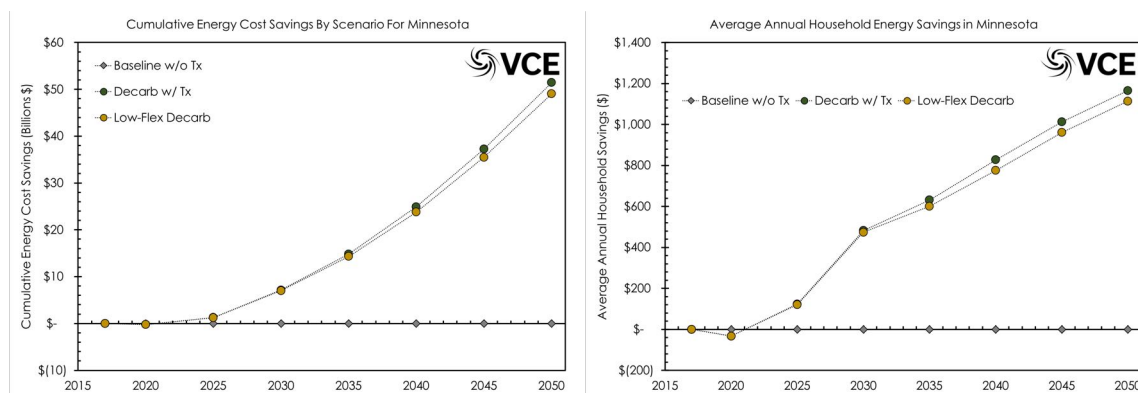 Cumulative Energy Cost Savings By Scenario For Minnesota
VCE
Cumulative Energy Cost Savings (Billions $)
$60
$50
$40
$30
$20
$10
$-
$(10)
Baseline w/o Tx
Decarb w/ Tx
Low-Flex Decarb
2015 2020 2025 2030 2035 2040 2045 2050
Average Annual Household Energy Savings in Minnesota
VCE
Average Annual Household Savings ($)
$1,400
$1,200
$1,000
$800
$600
$400
$200
$-
$(200)
Baseline w/o Tx Decarb w/ Tx Low-Flex Decarb
2015 2020 2025 2030 2035 2040 2045 2050